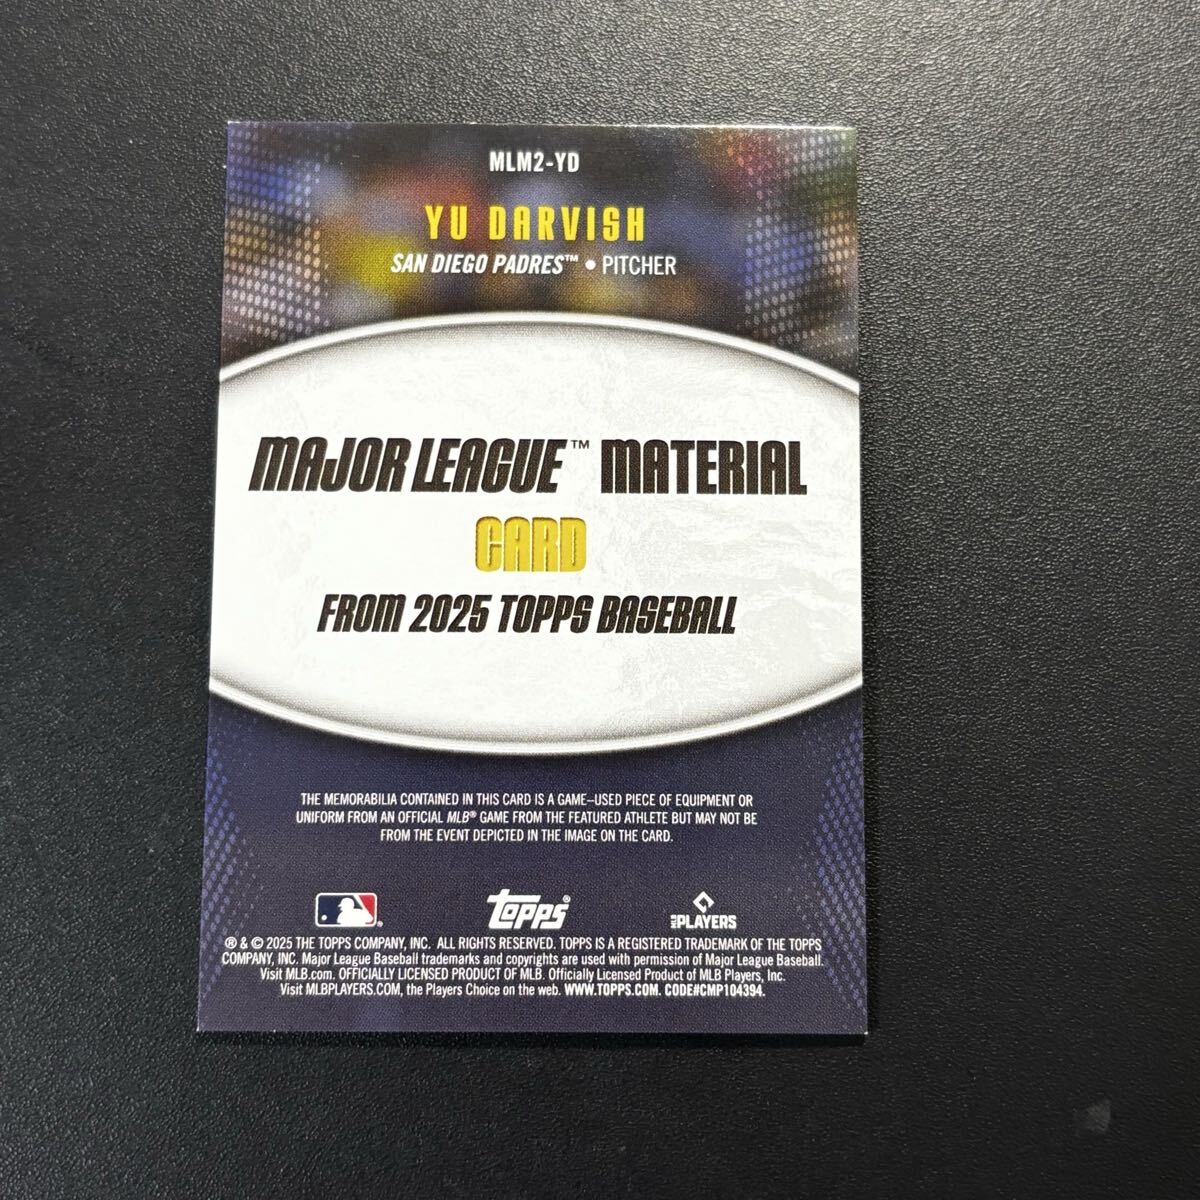 MLM2-YD
YU DARVISH
SAN DIEGO PADRES™ • PITCHER
MAJOR LEAGUE™ MATERIAL
CARD
FROM 2025 TOPPS BASEBALL
THE MEMORABILIA CONTAINED IN THIS CARD IS A GAME-USED PIECE OF EQUIPMENT OR
UNIFORM FROM AN OFFICIAL MLB® GAME FROM THE FEATURED ATHLETE BUT MAY NOT BE
FROM THE EVENT DEPICTED IN THE IMAGE ON THE CARD.
topps®
MLB PLAYERS
® & © 2025 THE TOPPS COMPANY, INC. ALL RIGHTS RESERVED. TOPPS IS A REGISTERED TRADEMARK OF THE TOPPS
COMPANY, INC. Major League Baseball trademarks and copyrights are used with permission of Major League Baseball.
Visit MLB.com. OFFICIALLY LICENSED PRODUCT OF MLB. Officially Licensed Product of MLB Players, Inc.
Visit MLBPLAYERS.COM, the Players Choice on the web. WWW.TOPPS.COM. CODE#CMP104394.